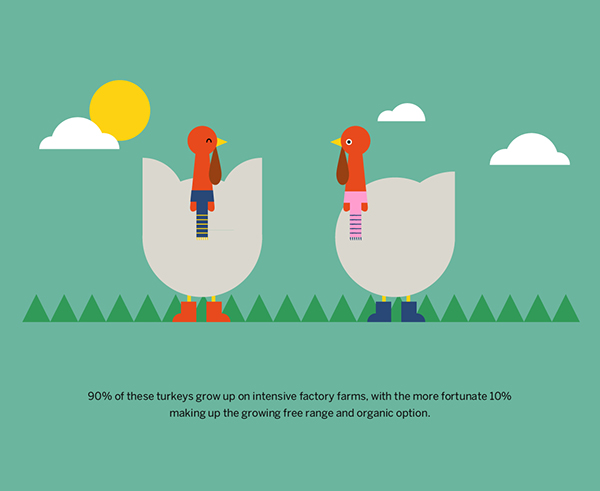 90% of these turkeys grow up on intensive factory farms, with the more fortunate 10%
making up the growing free range and organic option.